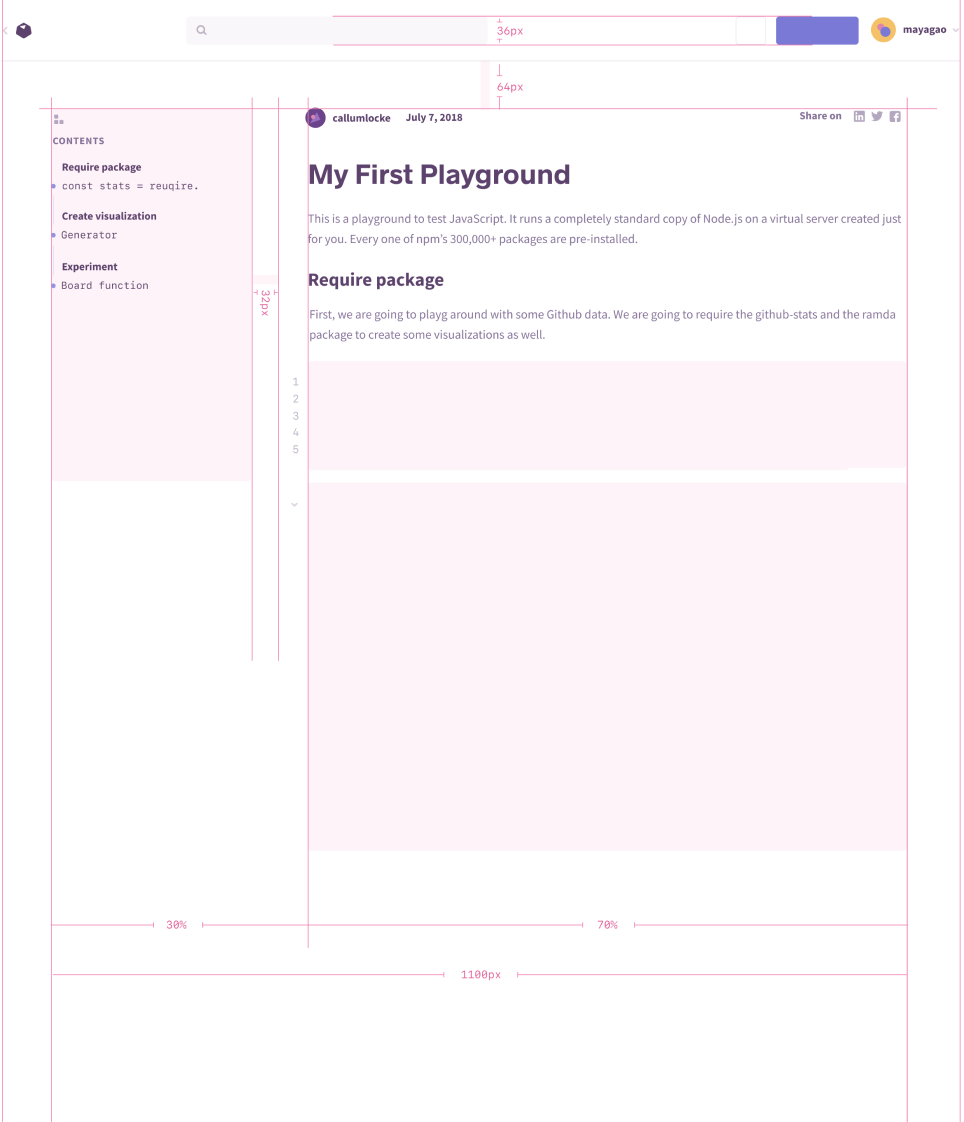 36px
mayagao
64px
CONTENTS
Require package
const stats = reuqire.
Create visualization
Generator
Experiment
Board function
32px
callumlocke July 7, 2018
Share on
My First Playground
This is a playground to test JavaScript. It runs a completely standard copy of Node.js on a virtual server created just
for you. Every one of npm's 300,000+ packages are pre-installed.
Require package
First, we are going to playg around with some Github data. We are going to require the github-stats and the ramda
package to create some visualizations as well.
1
2
3
4
5
30%
70%
1100px